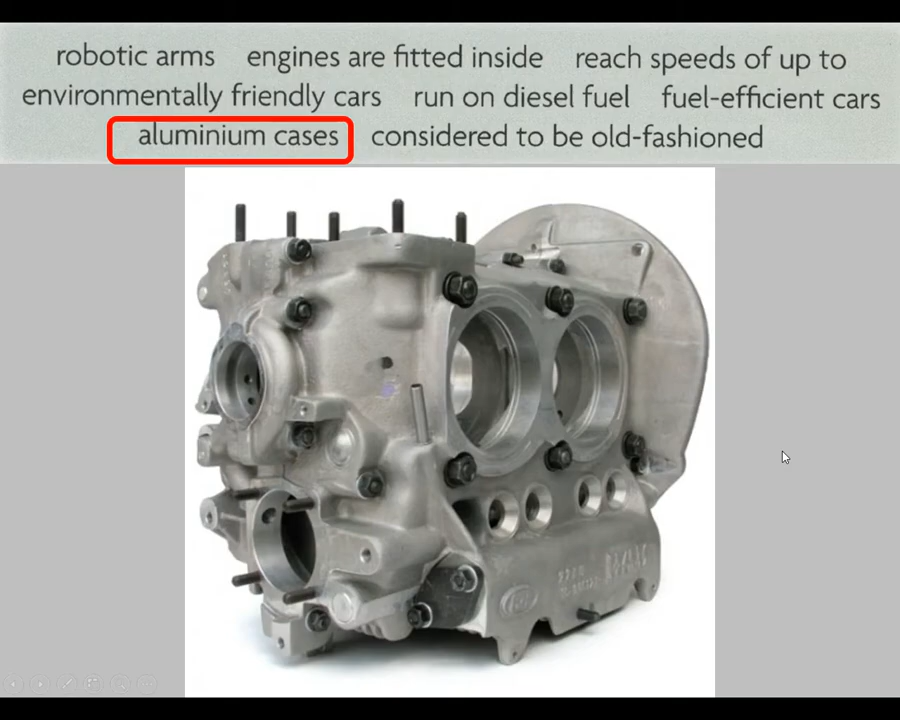 robotic arms engines are fitted inside reach speeds of up to
environmentally friendly cars run on diesel fuel fuel-efficient cars
aluminium cases considered to be old-fashioned